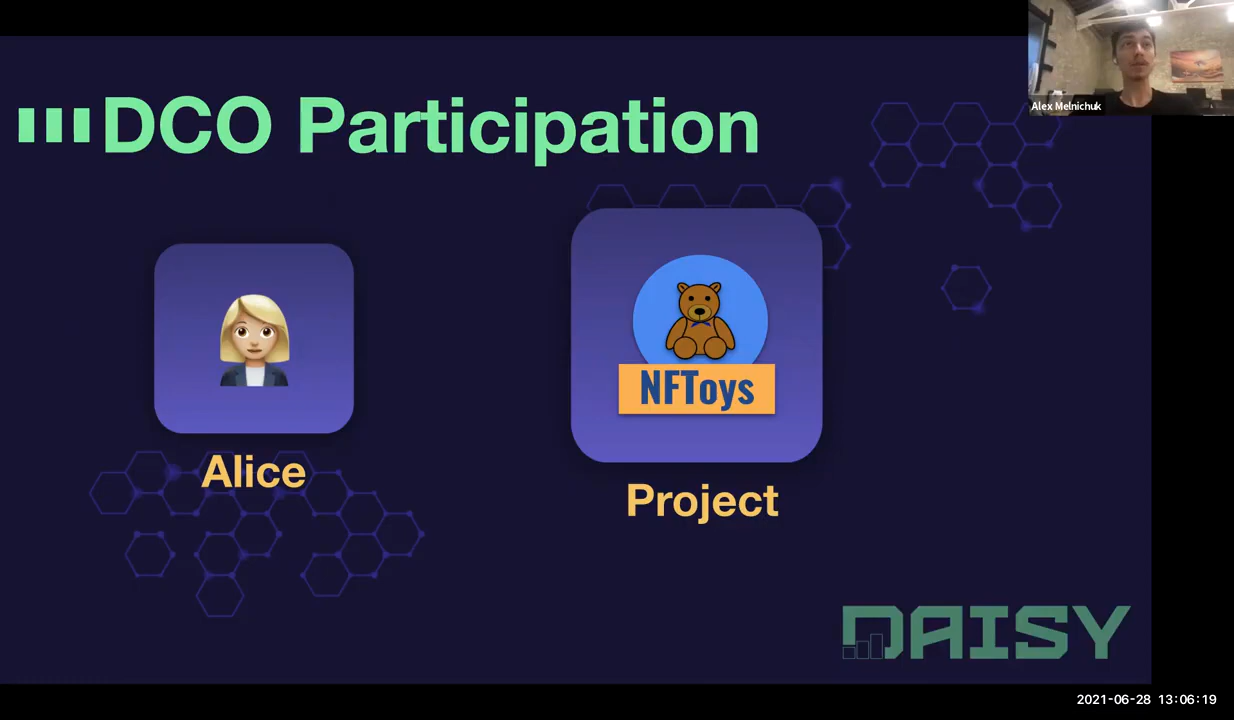 DCO Participation
Alex Melnichuk
NFToys
Alice
Project
DAISY
2021-06-28 13:06:19